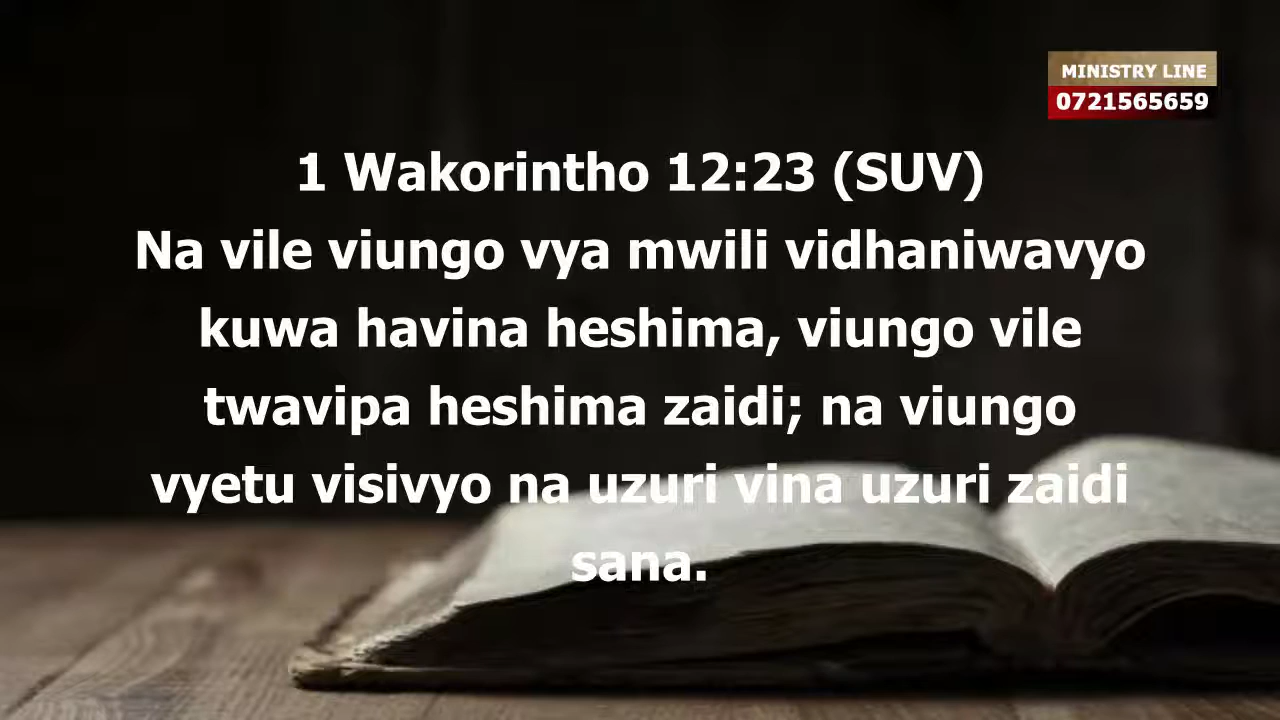 MINISTRY LINE
0721565659
1 Wakorintho 12:23 (SUV)
Na vile viungo vya mwili vidhaniwavyo
kuwa havina heshima, viungo vile
twavipa heshima zaidi; na viungo
vyetu visivyo na uzuri vina uzuri zaidi
sana.